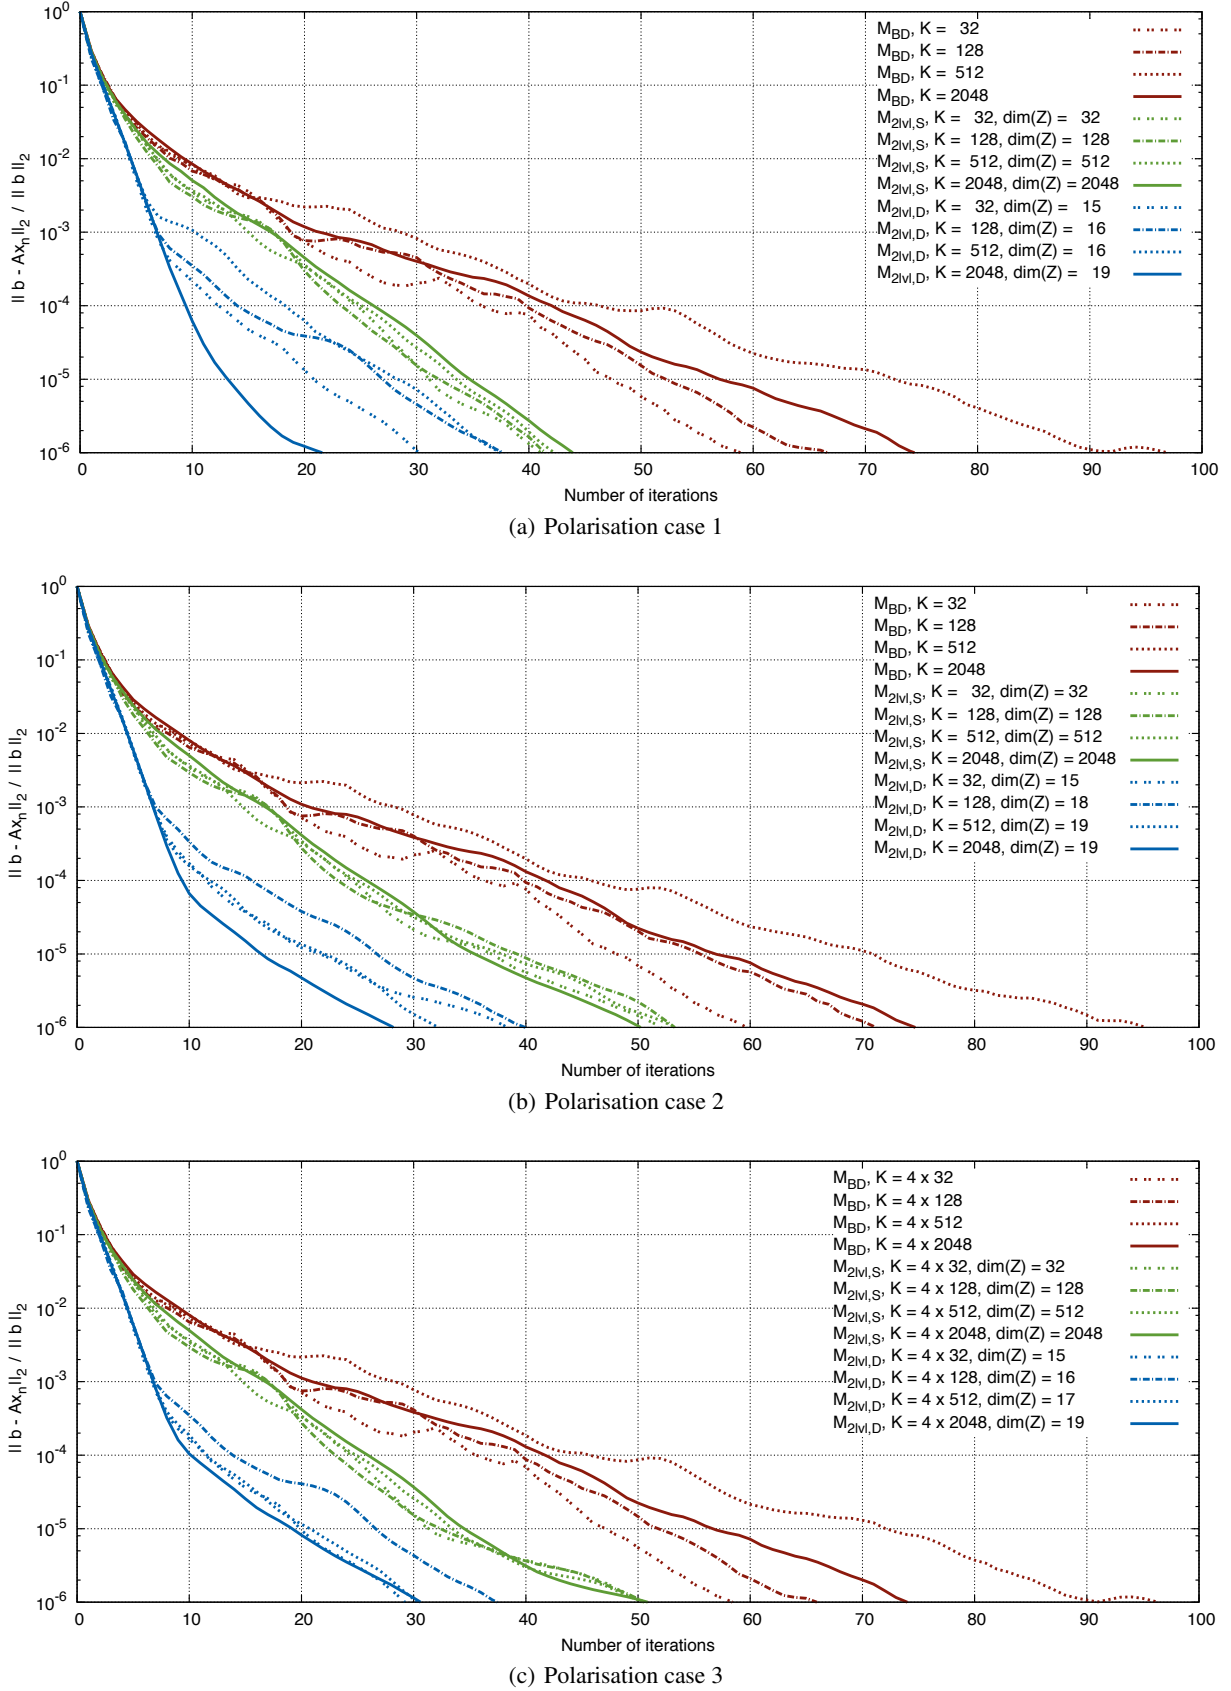 10^0
10^-1
10^-2
10^-3
10^-4
10^-5
10^-6
|| b - Ax_n||_2 / || b ||_2
M_BD, K = 32
M_BD, K = 128
M_BD, K = 512
M_BD, K = 2048
M_2lvl,S, K = 32, dim(Z) = 32
M_2lvl,S, K = 128, dim(Z) = 128
M_2lvl,S, K = 512, dim(Z) = 512
M_2lvl,S, K = 2048, dim(Z) = 2048
M_2lvl,D, K = 32, dim(Z) = 15
M_2lvl,D, K = 128, dim(Z) = 16
M_2lvl,D, K = 512, dim(Z) = 16
M_2lvl,D, K = 2048, dim(Z) = 19
0 10 20 30 40 50 60 70 80 90 100
Number of iterations
(a) Polarisation case 1
10^0
10^-1
10^-2
10^-3
10^-4
10^-5
10^-6
|| b - Ax_n||_2 / || b ||_2
M_BD, K = 32
M_BD, K = 128
M_BD, K = 512
M_BD, K = 2048
M_2lvl,S, K = 32, dim(Z) = 32
M_2lvl,S, K = 128, dim(Z) = 128
M_2lvl,S, K = 512, dim(Z) = 512
M_2lvl,S, K = 2048, dim(Z) = 2048
M_2lvl,D, K = 32, dim(Z) = 15
M_2lvl,D, K = 128, dim(Z) = 18
M_2lvl,D, K = 512, dim(Z) = 19
M_2lvl,D, K = 2048, dim(Z) = 19
0 10 20 30 40 50 60 70 80 90 100
Number of iterations
(b) Polarisation case 2
10^0
10^-1
10^-2
10^-3
10^-4
10^-5
10^-6
|| b - Ax_n||_2 / || b ||_2
M_BD, K = 4 x 32
M_BD, K = 4 x 128
M_BD, K = 4 x 512
M_BD, K = 4 x 2048
M_2lvl,S, K = 4 x 32, dim(Z) = 32
M_2lvl,S, K = 4 x 128, dim(Z) = 128
M_2lvl,S, K = 4 x 512, dim(Z) = 512
M_2lvl,S, K = 4 x 2048, dim(Z) = 2048
M_2lvl,D, K = 4 x 32, dim(Z) = 15
M_2lvl,D, K = 4 x 128, dim(Z) = 16
M_2lvl,D, K = 4 x 512, dim(Z) = 17
M_2lvl,D, K = 4 x 2048, dim(Z) = 19
0 10 20 30 40 50 60 70 80 90 100
Number of iterations
(c) Polarisation case 3